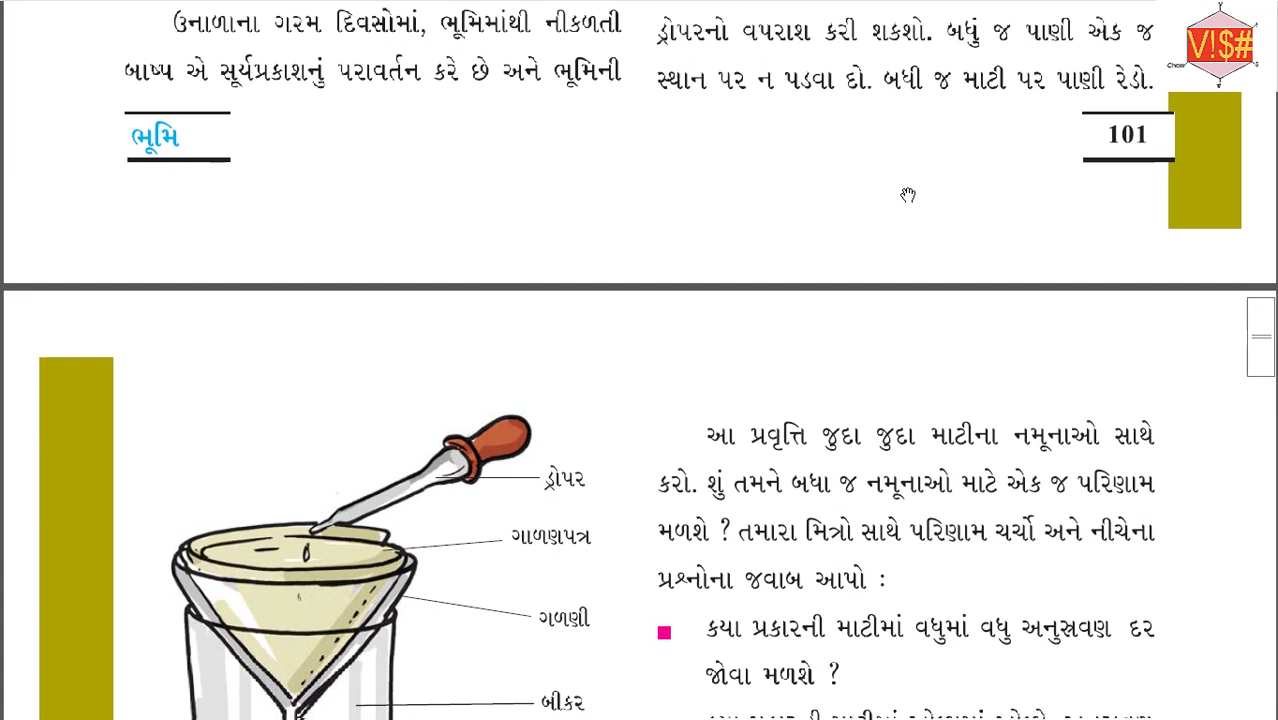 ઉનાળાના ગરમ દિવસોમાં, ભૂમિમાંથી નીકળતી
બાષ્પ એ સૂર્યપ્રકાશનું પરાવર્તન કરે છે અને ભૂમિની
ડ્રોપરનો વપરાશ કરી શકશો. બધું જ પાણી એક જ
સ્થાન પર ન પડવા દો. બધી જ માટી પર પાણી રેડો.
V!$#
ભૂમિ
101
ડ્રોપર
ગાળણપત્ર
ગળણી
બીકર
આ પ્રવૃત્તિ જુદા જુદા માટીના નમૂનાઓ સાથે
કરો. શું તમને બધા જ નમૂનાઓ માટે એક જ પરિણામ
મળશે ? તમારા મિત્રો સાથે પરિણામ ચર્ચો અને નીચેના
પ્રશ્નોના જવાબ આપો :
કયા પ્રકારની માટીમાં વધુમાં વધુ અનુસ્રવણ દર
જોવા મળશે ?